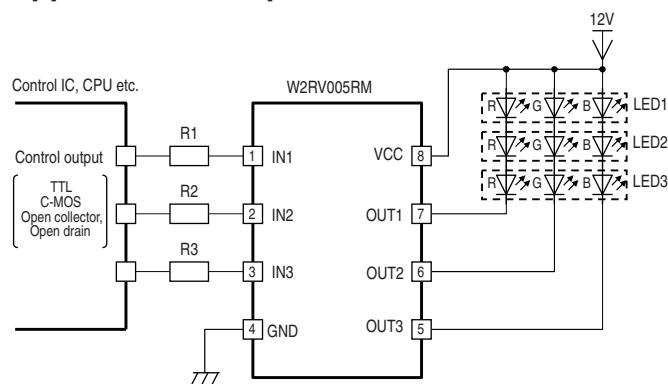 12V
Control IC, CPU etc.
W2RV005RM
R G B LED1
R1
Control output
1 IN1
VCC 8
R G B LED2
TTL
C-MOS
Open collector,
Open drain
R2
R G B LED3
2 IN2
OUT1 7
R3
3 IN3
OUT2 6
4 GND
OUT3 5